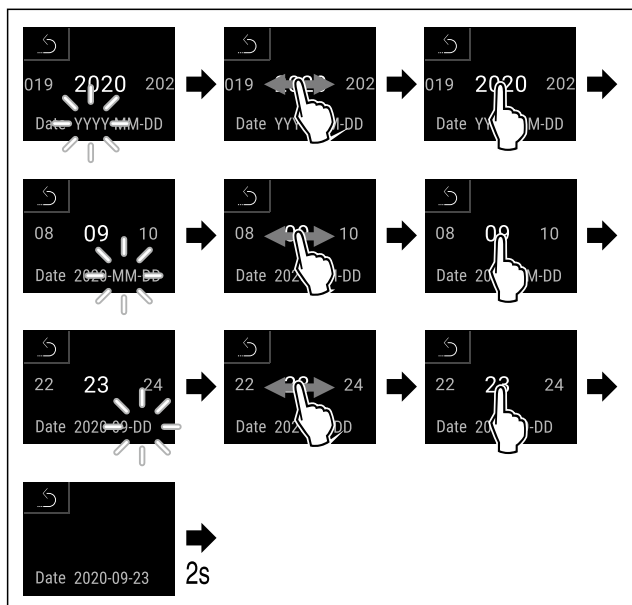 019 2020 202
Date YYYY-MM-DD
019 202
Date YY -DD
019 2020 202
Date YY M-DD
08 09 10
Date 2020-MM-DD
08 10
Date 202 -DD
08 09 10
Date 20 M-DD
22 23 24
Date 2020-09-DD
22 24
Date 202 DD
22 23 24
Date 20 -DD
Date 2020-09-23
2s